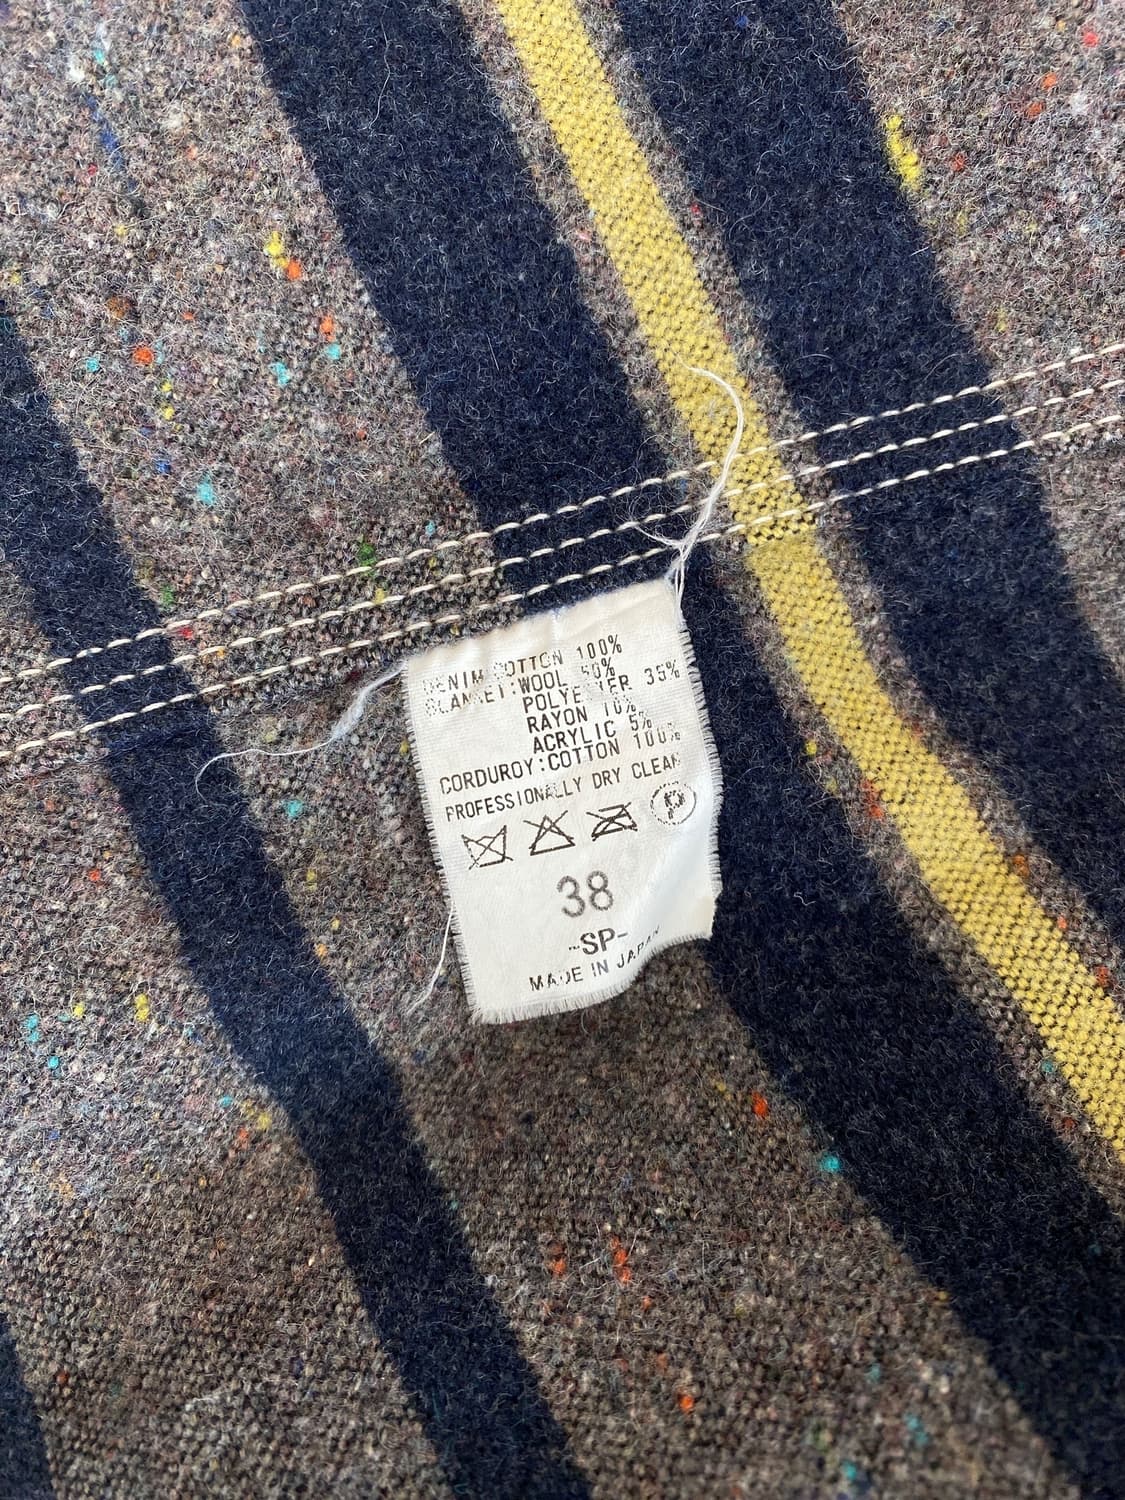 DENIM:COTTON 100%
BLANKET:WOOL 50%
POLYESTER 35%
RAYON 10%
ACRYLIC 5%
CORDUROY:COTTON 100%
PROFESSIONALLY DRY CLEAN
P
38
-SP-
MADE IN JAPAN